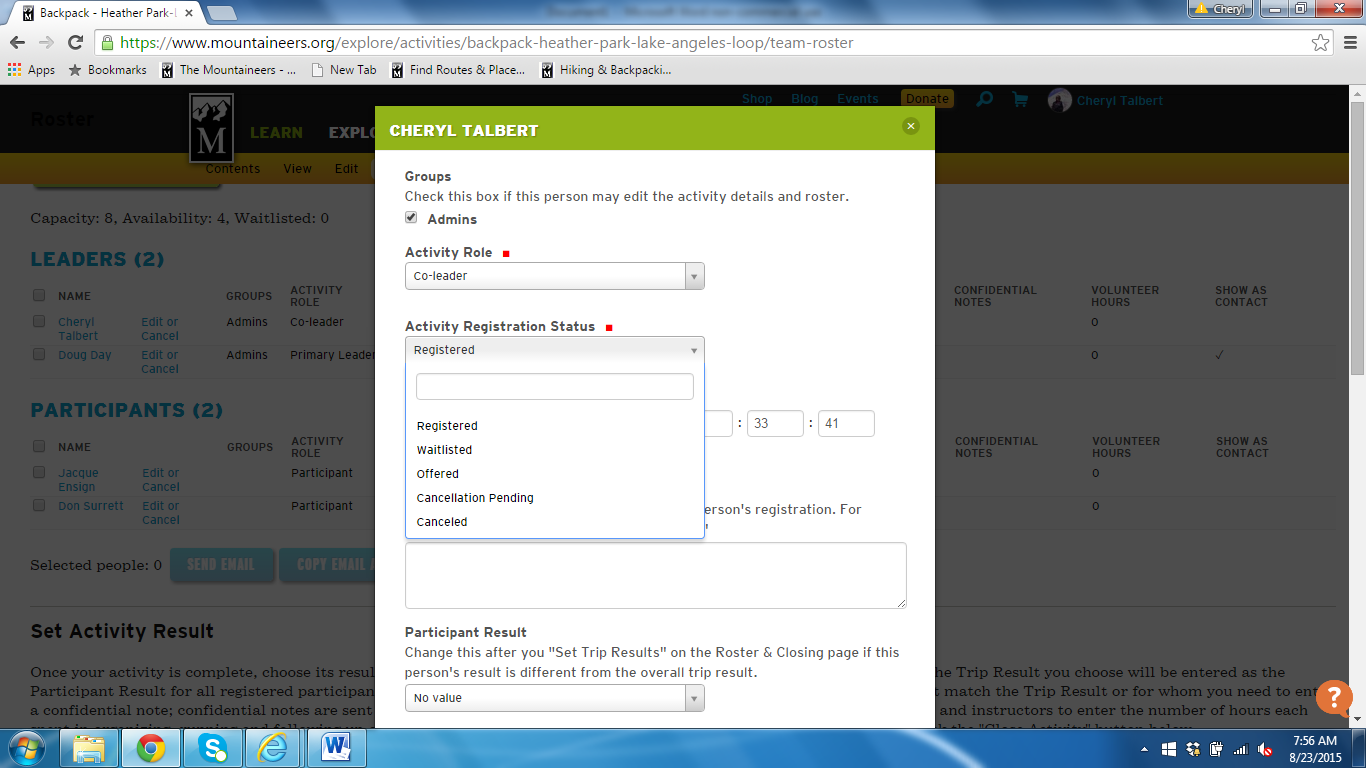 Backpack - Heather Park-L
Cheryl
https://www.mountaineers.org/explore/activities/backpack-heather-park-lake-angeles-loop/team-roster
Apps Bookmarks The Mountaineers - ... New Tab Find Routes & Place... Hiking & Backpacki...
Shop Blog Events Donate Cheryl Talbert
Roster
M
LEARN EXPLO
Contents View Edit
CHERYL TALBERT
Groups
Check this box if this person may edit the activity details and roster.
Admins
Activity Role
Co-leader
Activity Registration Status
Registered
Registered
Waitlisted
Offered
Cancellation Pending
Canceled
: 33 : 41
erson's registration. For
"
Participant Result
Change this after you "Set Trip Results" on the Roster & Closing page if this
person's result is different from the overall trip result.
No value
Capacity: 8, Availability: 4, Waitlisted: 0
LEADERS (2)
NAME GROUPS ACTIVITY ROLE CONFIDENTIAL NOTES VOLUNTEER HOURS SHOW AS CONTACT
Cheryl Talbert Edit or Cancel Admins Co-leader 0
Doug Day Edit or Cancel Admins Primary Leader 0 ✓
PARTICIPANTS (2)
NAME GROUPS ACTIVITY ROLE CONFIDENTIAL NOTES VOLUNTEER HOURS SHOW AS CONTACT
Jacque Ensign Edit or Cancel Participant 0
Don Surrett Edit or Cancel Participant 0
Selected people: 0 SEND EMAIL COPY EMAIL A
Set Activity Result
Once your activity is complete, choose its resul the Trip Result you choose will be entered as the
Participant Result for all registered participan t match the Trip Result or for whom you need to ent
a confidential note; confidential notes are sent and instructors to enter the number of hours each
?
7:56 AM
8/23/2015